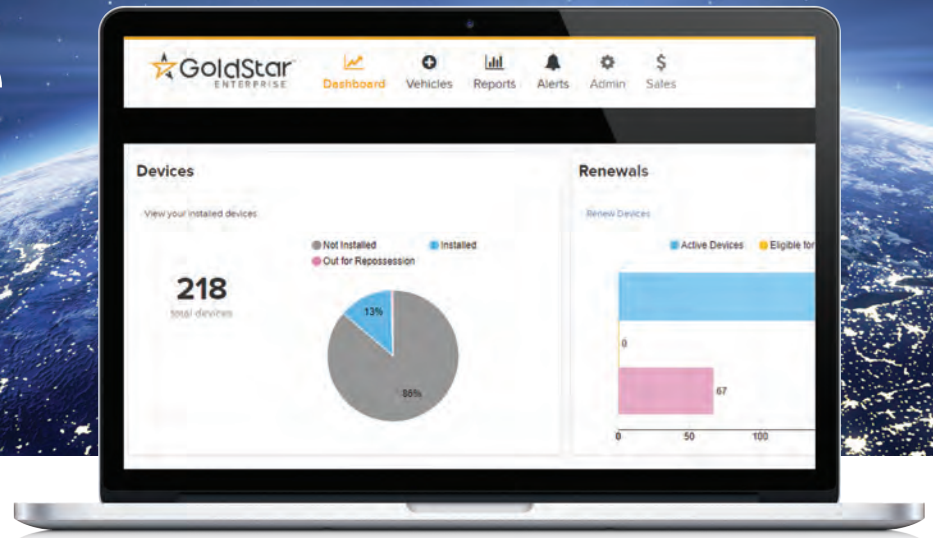 GoldStar
ENTERPRISE
Dashboard Vehicles Reports Alerts Admin Sales
Devices
Renewals
View your installed devices
Renew Devices
Not Installed Installed
Out for Repossession
Active Devices Eligible for
218
total devices
13%
86%
0
67
0 50 100